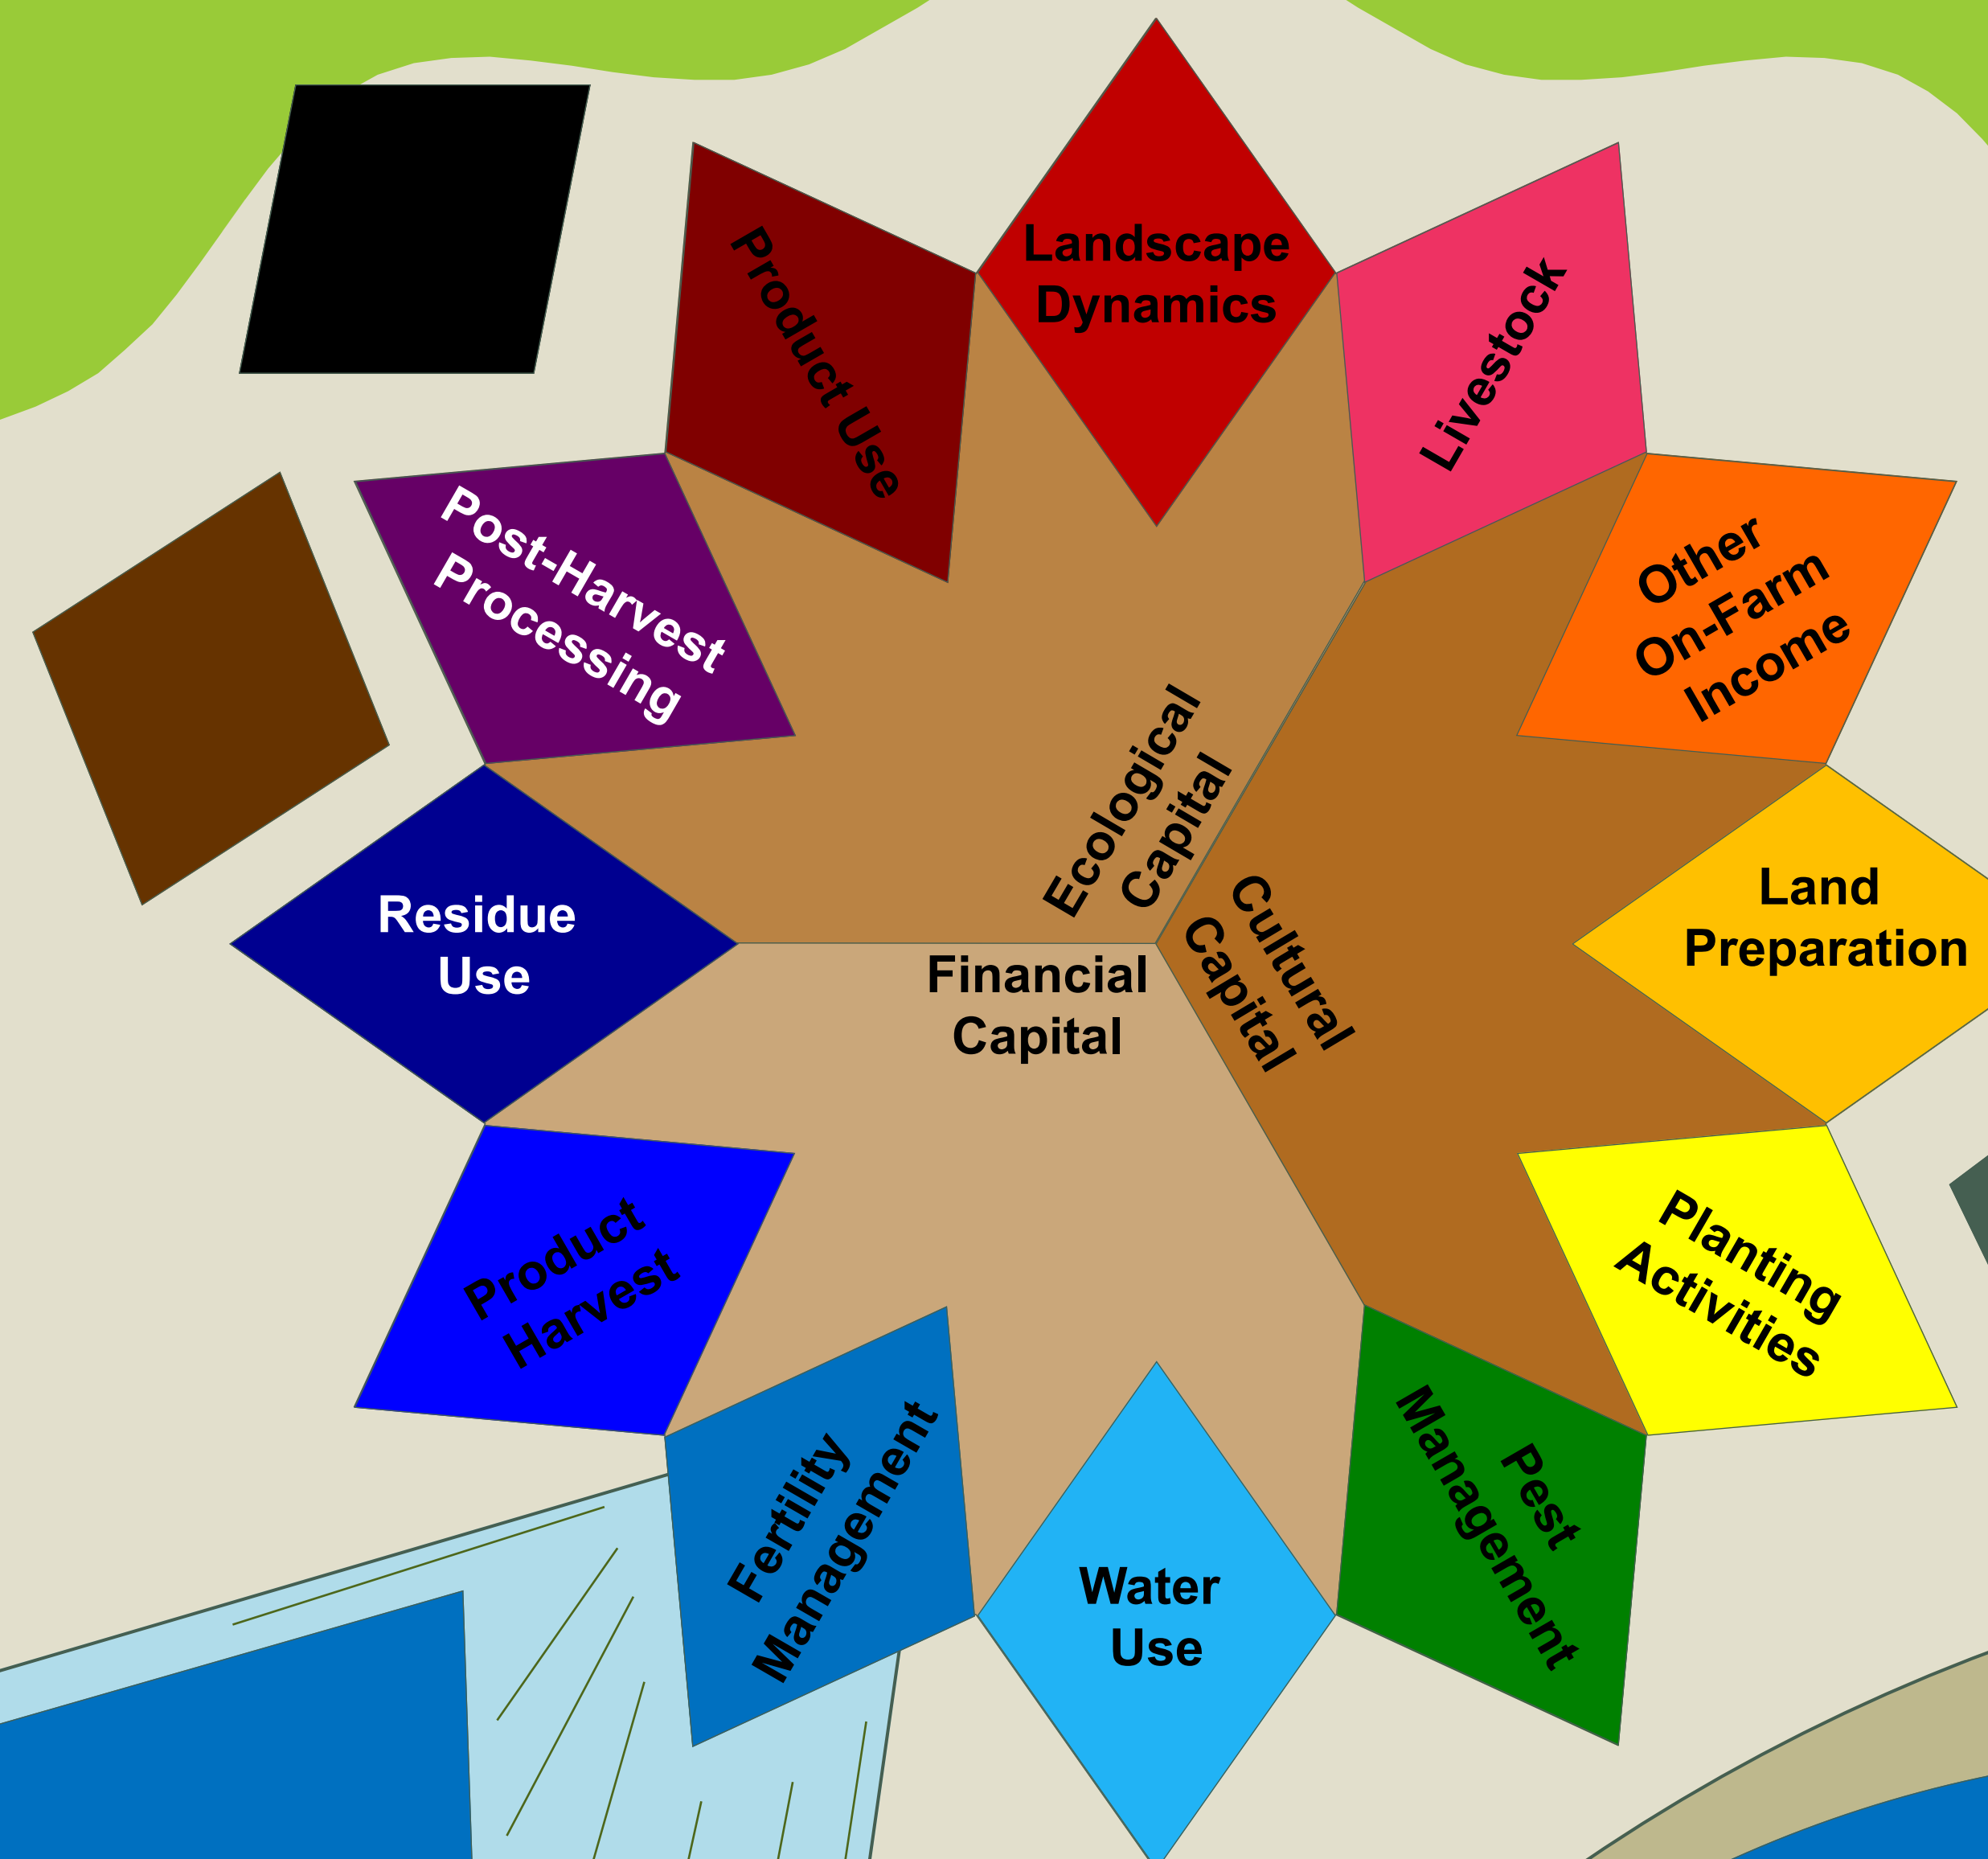 Landscape
Dynamics
Livestock
Other
On-Farm
Income
Land
Preparation
Planting
Activities
Pest
Management
Water
Use
Fertility
Management
Product
Harvest
Residue
Use
Post-Harvest
Processing
Product Use
Ecological
Capital
Cultural
Capital
Financial
Capital